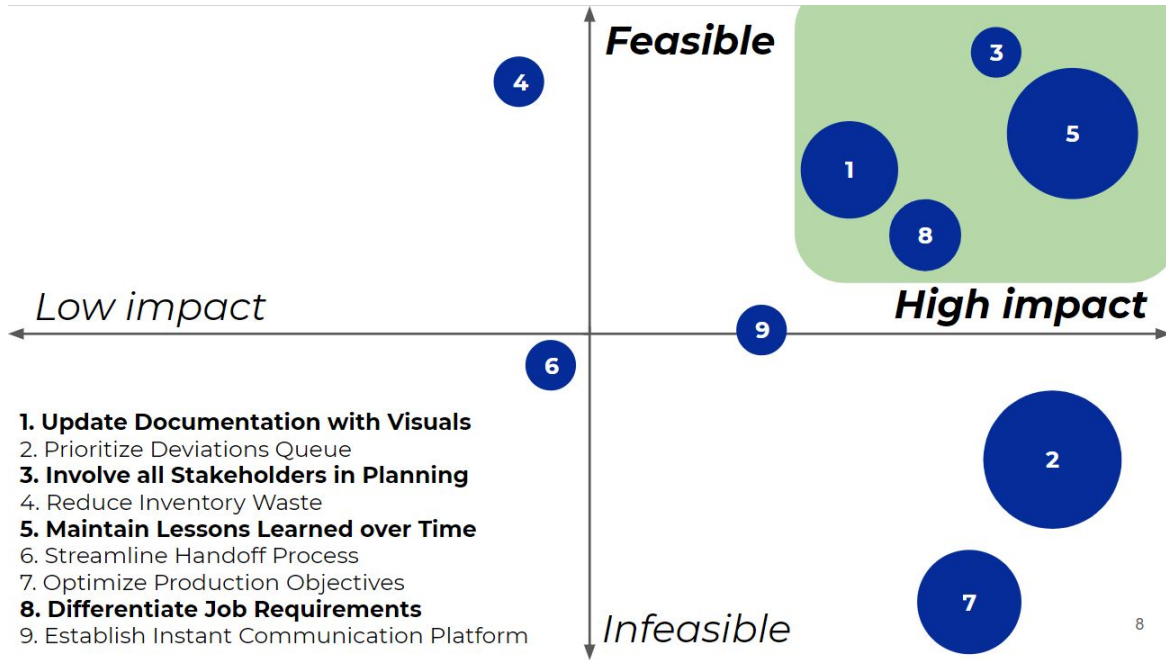 Feasible
4
3
5
1
8
Low impact
High impact
9
6
1. Update Documentation with Visuals
2. Prioritize Deviations Queue
3. Involve all Stakeholders in Planning
4. Reduce Inventory Waste
5. Maintain Lessons Learned over Time
6. Streamline Handoff Process
7. Optimize Production Objectives
8. Differentiate Job Requirements
9. Establish Instant Communication Platform
2
7
Infeasible
8